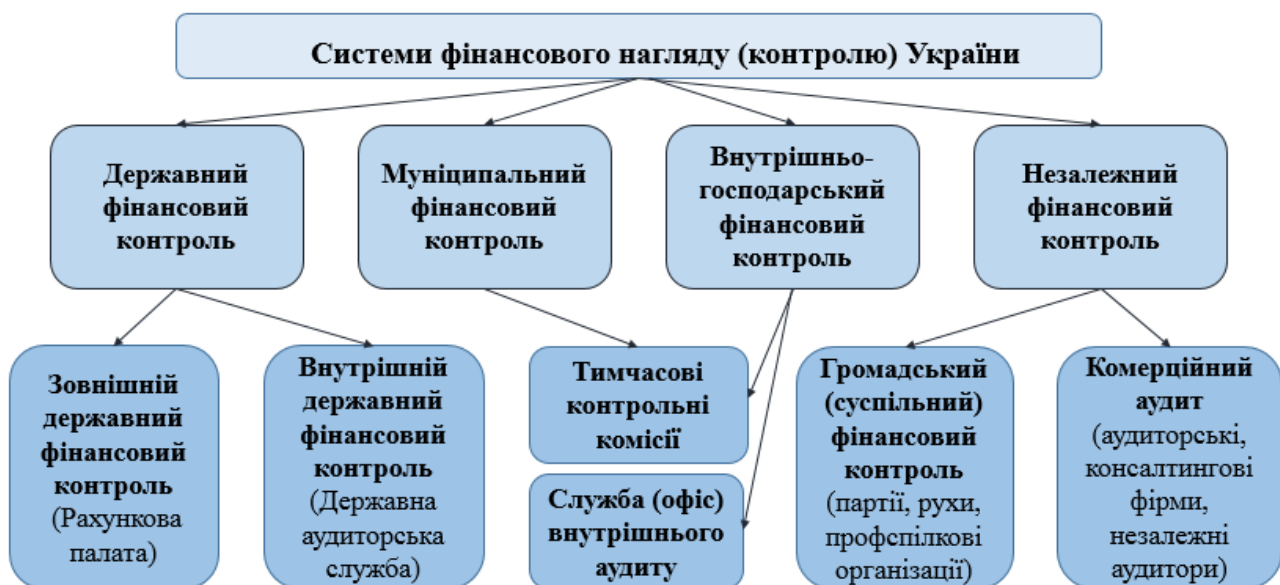 Системи фінансового нагляду (контролю) України
Державний
фінансовий
контроль
Муніципальний
фінансовий
контроль
Внутрішньо-
господарський
фінансовий
контроль
Незалежний
фінансовий
контроль
Зовнішній
державний
фінансовий
контроль
(Рахункова
палата)
Внутрішній
державний
фінансовий
контроль
(Державна
аудиторська
служба)
Тимчасові
контрольні
комісії
Служба (офіс)
внутрішнього
аудиту
Громадський
(суспільний)
фінансовий
контроль
(партії, рухи,
профспілкові
організації)
Комерційний
аудит
(аудиторські,
консалтингові
фірми,
незалежні
аудитори)